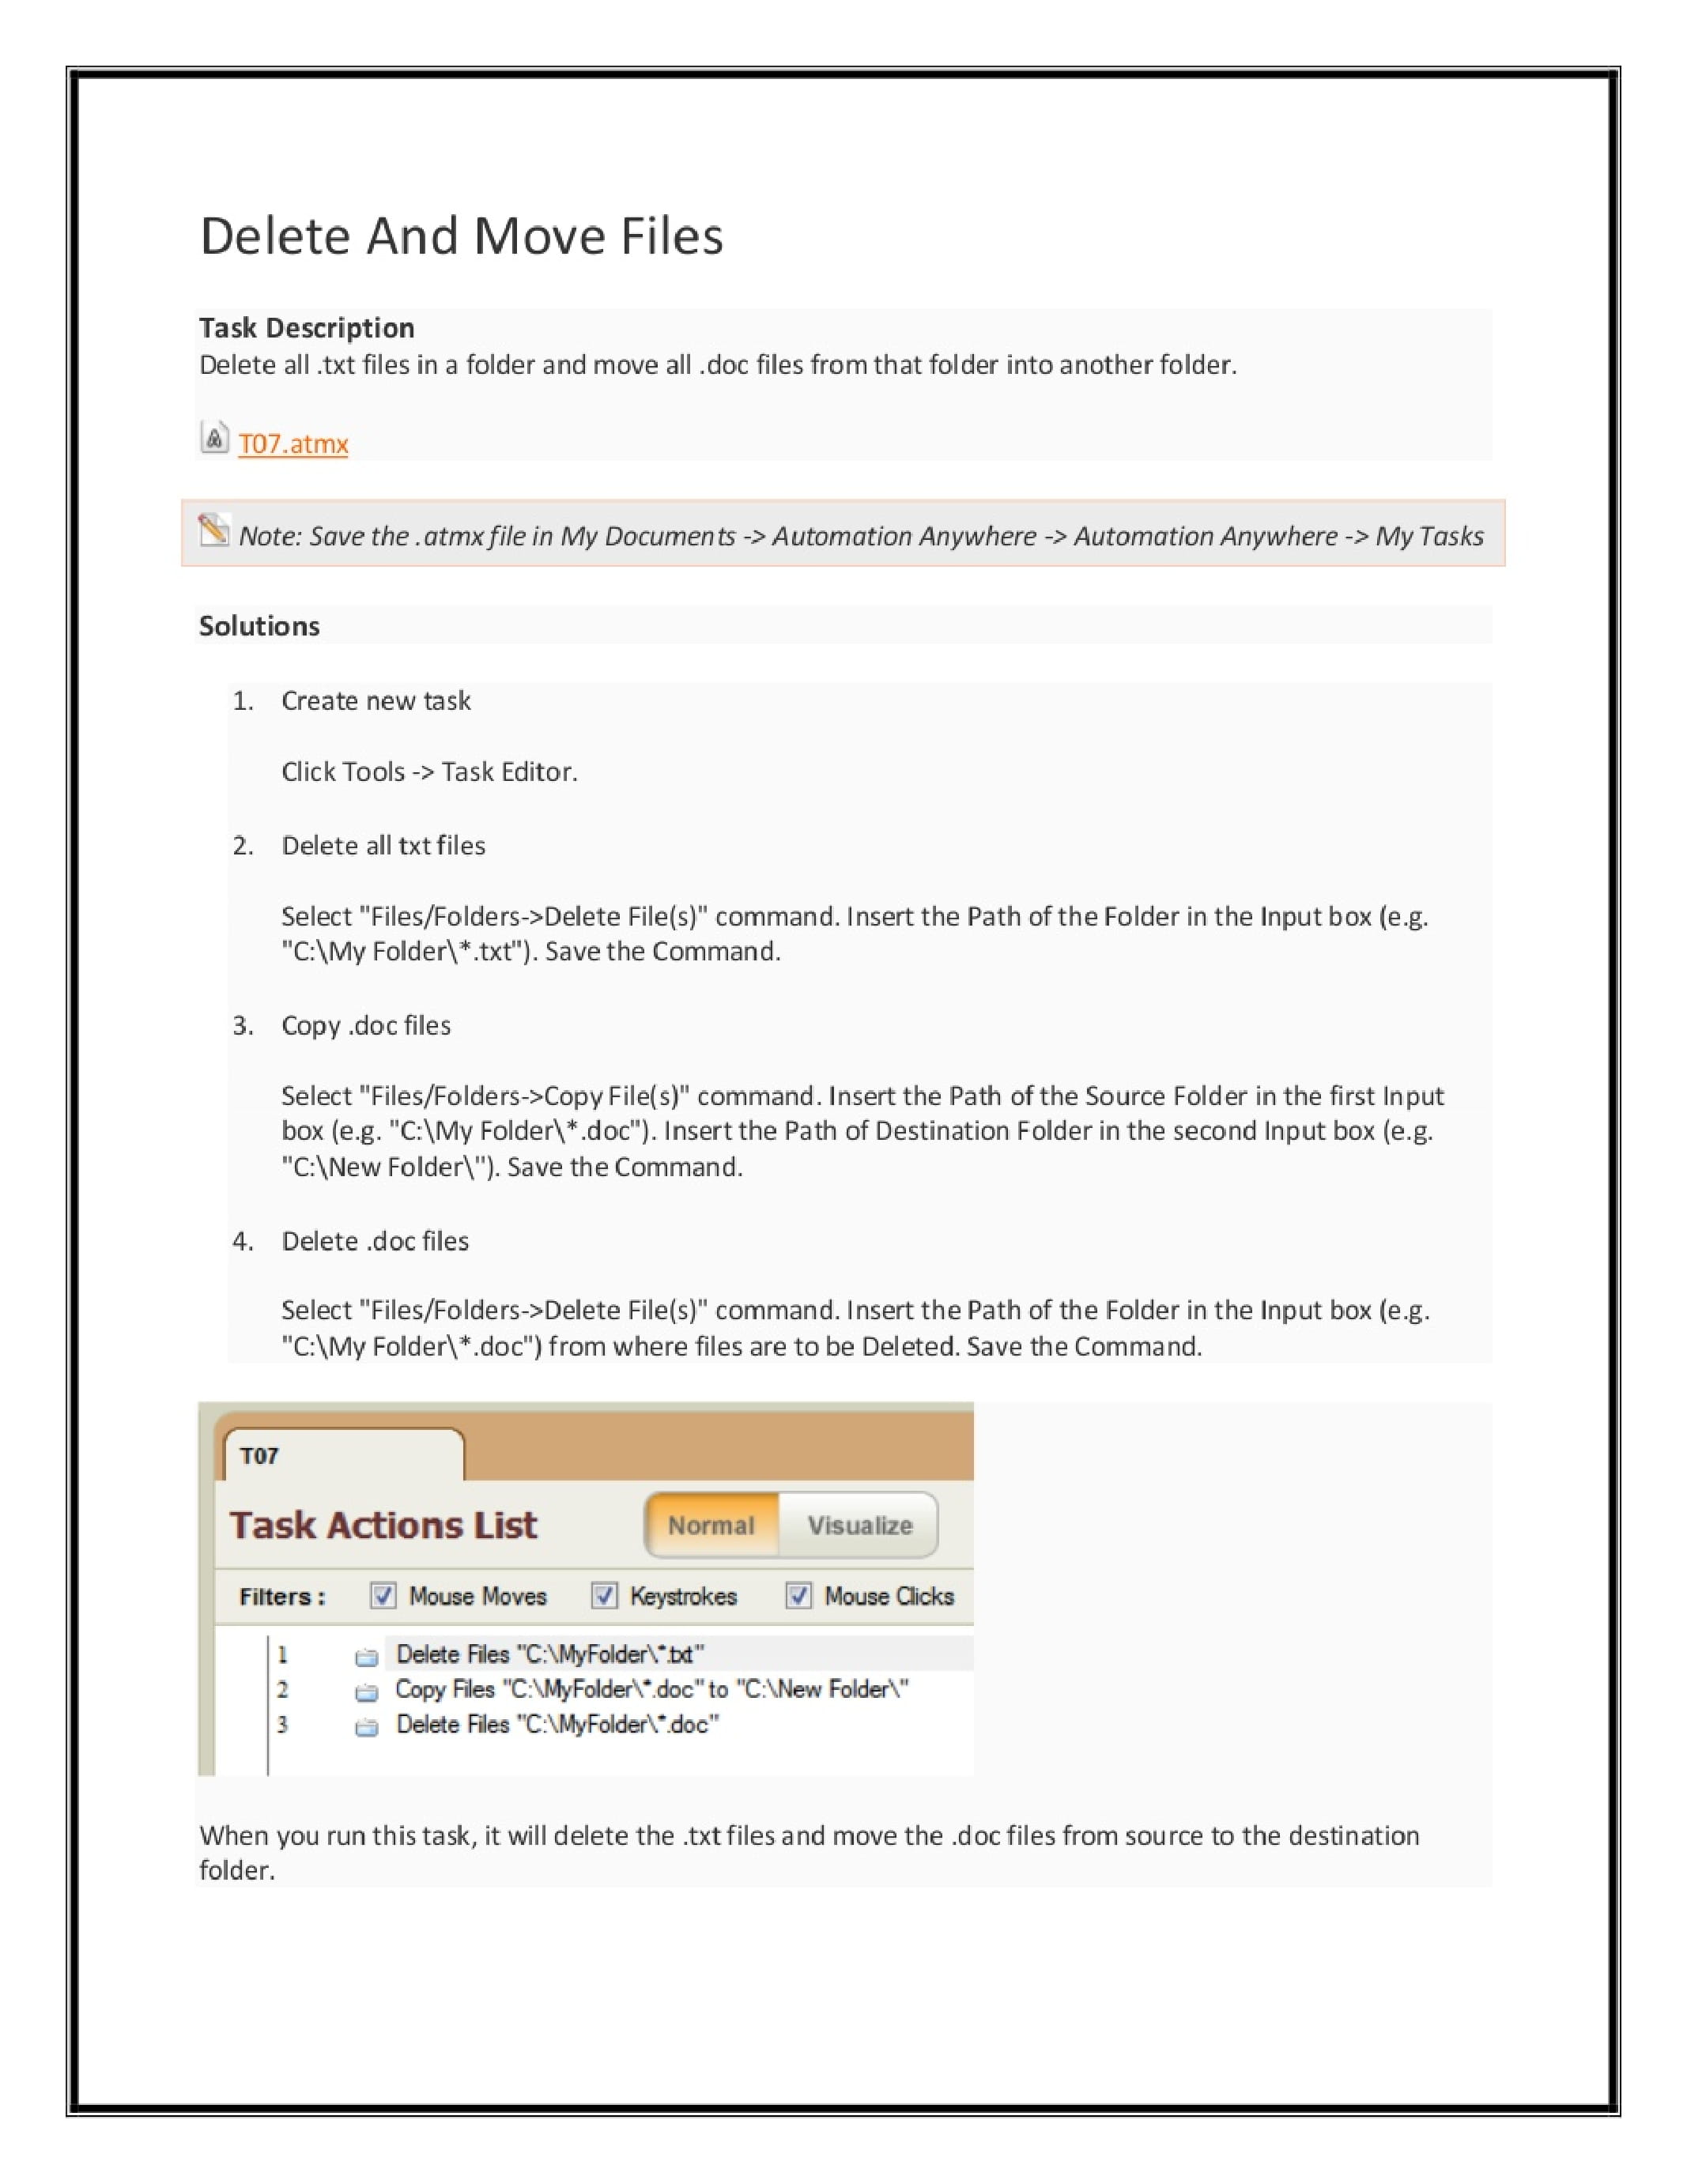 Delete And Move Files
Task Description
Delete all .txt files in a folder and move all .doc files from that folder into another folder.
T07.atmx
Note: Save the .atmx file in My Documents -> Automation Anywhere -> Automation Anywhere -> My Tasks
Solutions
1. Create new task
Click Tools -> Task Editor.
2. Delete all txt files
Select "Files/Folders->Delete File(s)" command. Insert the Path of the Folder in the Input box (e.g.
"C:\My Folder\*.txt"). Save the Command.
3. Copy .doc files
Select "Files/Folders->Copy File(s)" command. Insert the Path of the Source Folder in the first Input
box (e.g. "C:\My Folder\*.doc"). Insert the Path of Destination Folder in the second Input box (e.g.
"C:\New Folder\"). Save the Command.
4. Delete .doc files
Select "Files/Folders->Delete File(s)" command. Insert the Path of the Folder in the Input box (e.g.
"C:\My Folder\*.doc") from where files are to be Deleted. Save the Command.
T07
Task Actions List Normal Visualize
Filters : Mouse Moves Keystrokes Mouse Clicks
1 Delete Files "C:\MyFolder\*.txt"
2 Copy Files "C:\MyFolder\*.doc" to "C:\New Folder\"
3 Delete Files "C:\MyFolder\*.doc"
When you run this task, it will delete the .txt files and move the .doc files from source to the destination
folder.